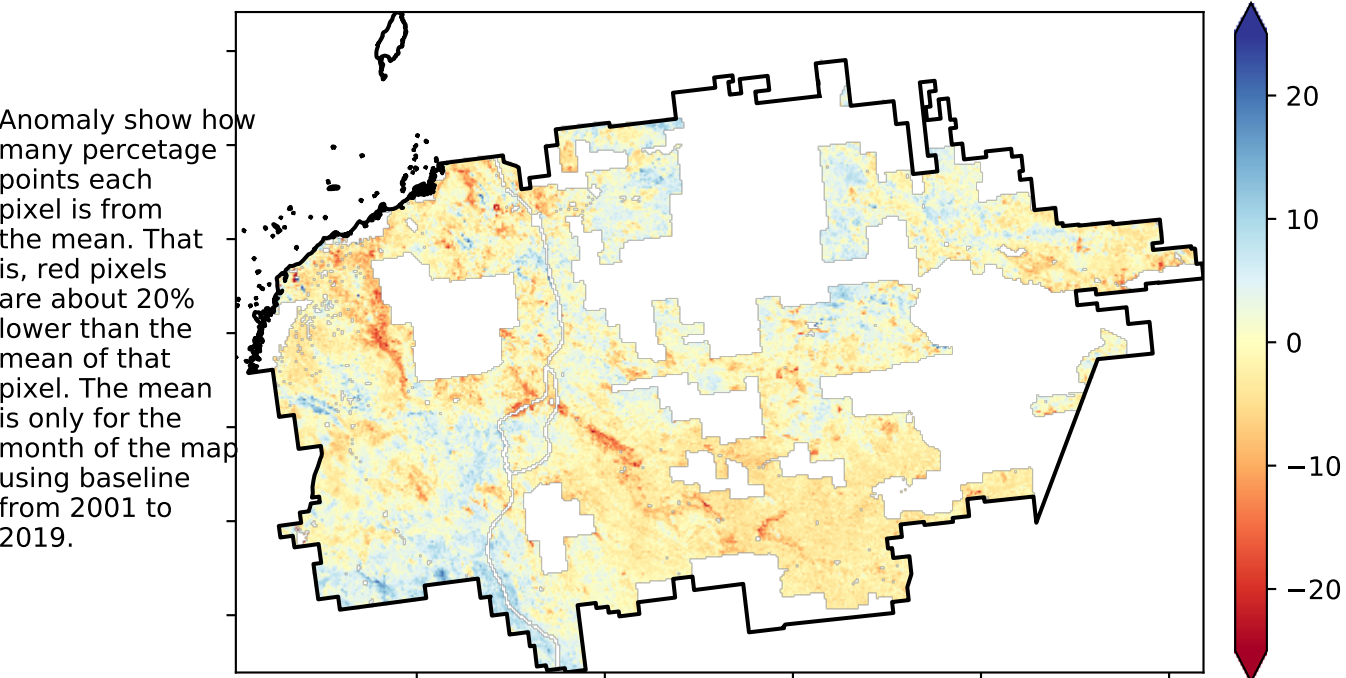 Anomaly show how
many percetage
points each
pixel is from
the mean. That
is, red pixels
are about 20%
lower than the
mean of that
pixel. The mean
is only for the
month of the map
using baseline
from 2001 to
2019.
20
10
0
−10
−20